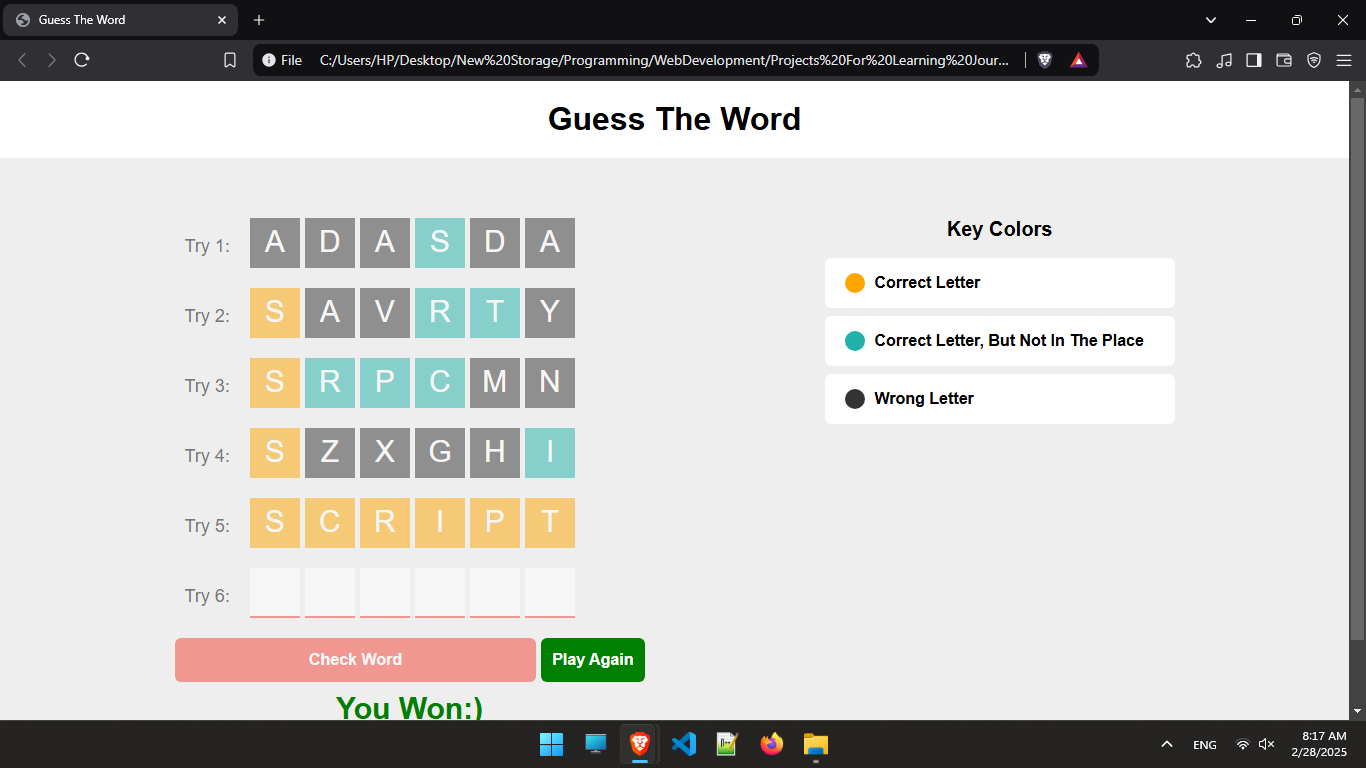 Guess The Word
File C:/Users/HP/Desktop/New%20Storage/Programming/WebDevelopment/Projects%20For%20Learning%20Jour...
Guess The Word
Try 1: A D A S D A
Try 2: S A V R T Y
Try 3: S R P C M N
Try 4: S Z X G H I
Try 5: S C R I P T
Try 6:
Check Word Play Again
You Won:)
Key Colors
Correct Letter
Correct Letter, But Not In The Place
Wrong Letter
ENG
8:17 AM
2/28/2025